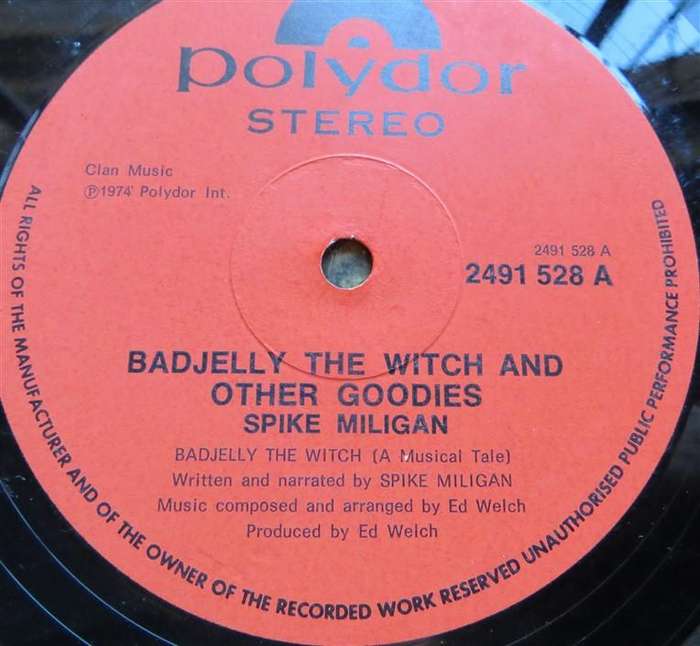 polydor
STEREO
Clan Music
Ⓟ1974' Polydor Int.
2491 528 A
2491 528 A
BADJELLY THE WITCH AND
OTHER GOODIES
SPIKE MILIGAN
BADJELLY THE WITCH (A Musical Tale)
Written and narrated by SPIKE MILIGAN
Music composed and arranged by Ed Welch
Produced by Ed Welch
ALL RIGHTS OF THE MANUFACTURER AND OF THE OWNER OF THE RECORDED WORK RESERVED UNAUTHORISED PUBLIC PERFORMANCE PROHIBITED